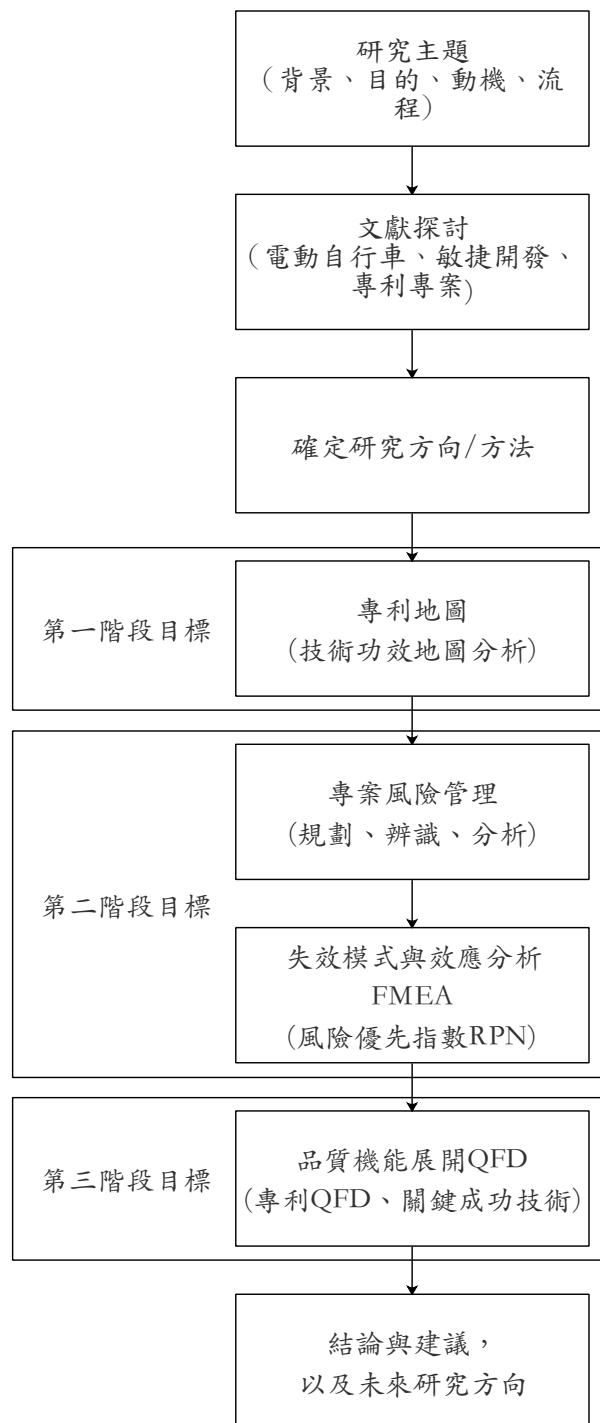 研究主題
（背景、目的、動機、流
程）
文獻探討
（電動自行車、敏捷開發、
專利專案)
確定研究方向/方法
第一階段目標
專利地圖
(技術功效地圖分析)
第二階段目標
專案風險管理
(規劃、辨識、分析)
失效模式與效應分析
FMEA
(風險優先指數RPN)
第三階段目標
品質機能展開QFD
(專利QFD、關鍵成功技術)
結論與建議，
以及未來研究方向